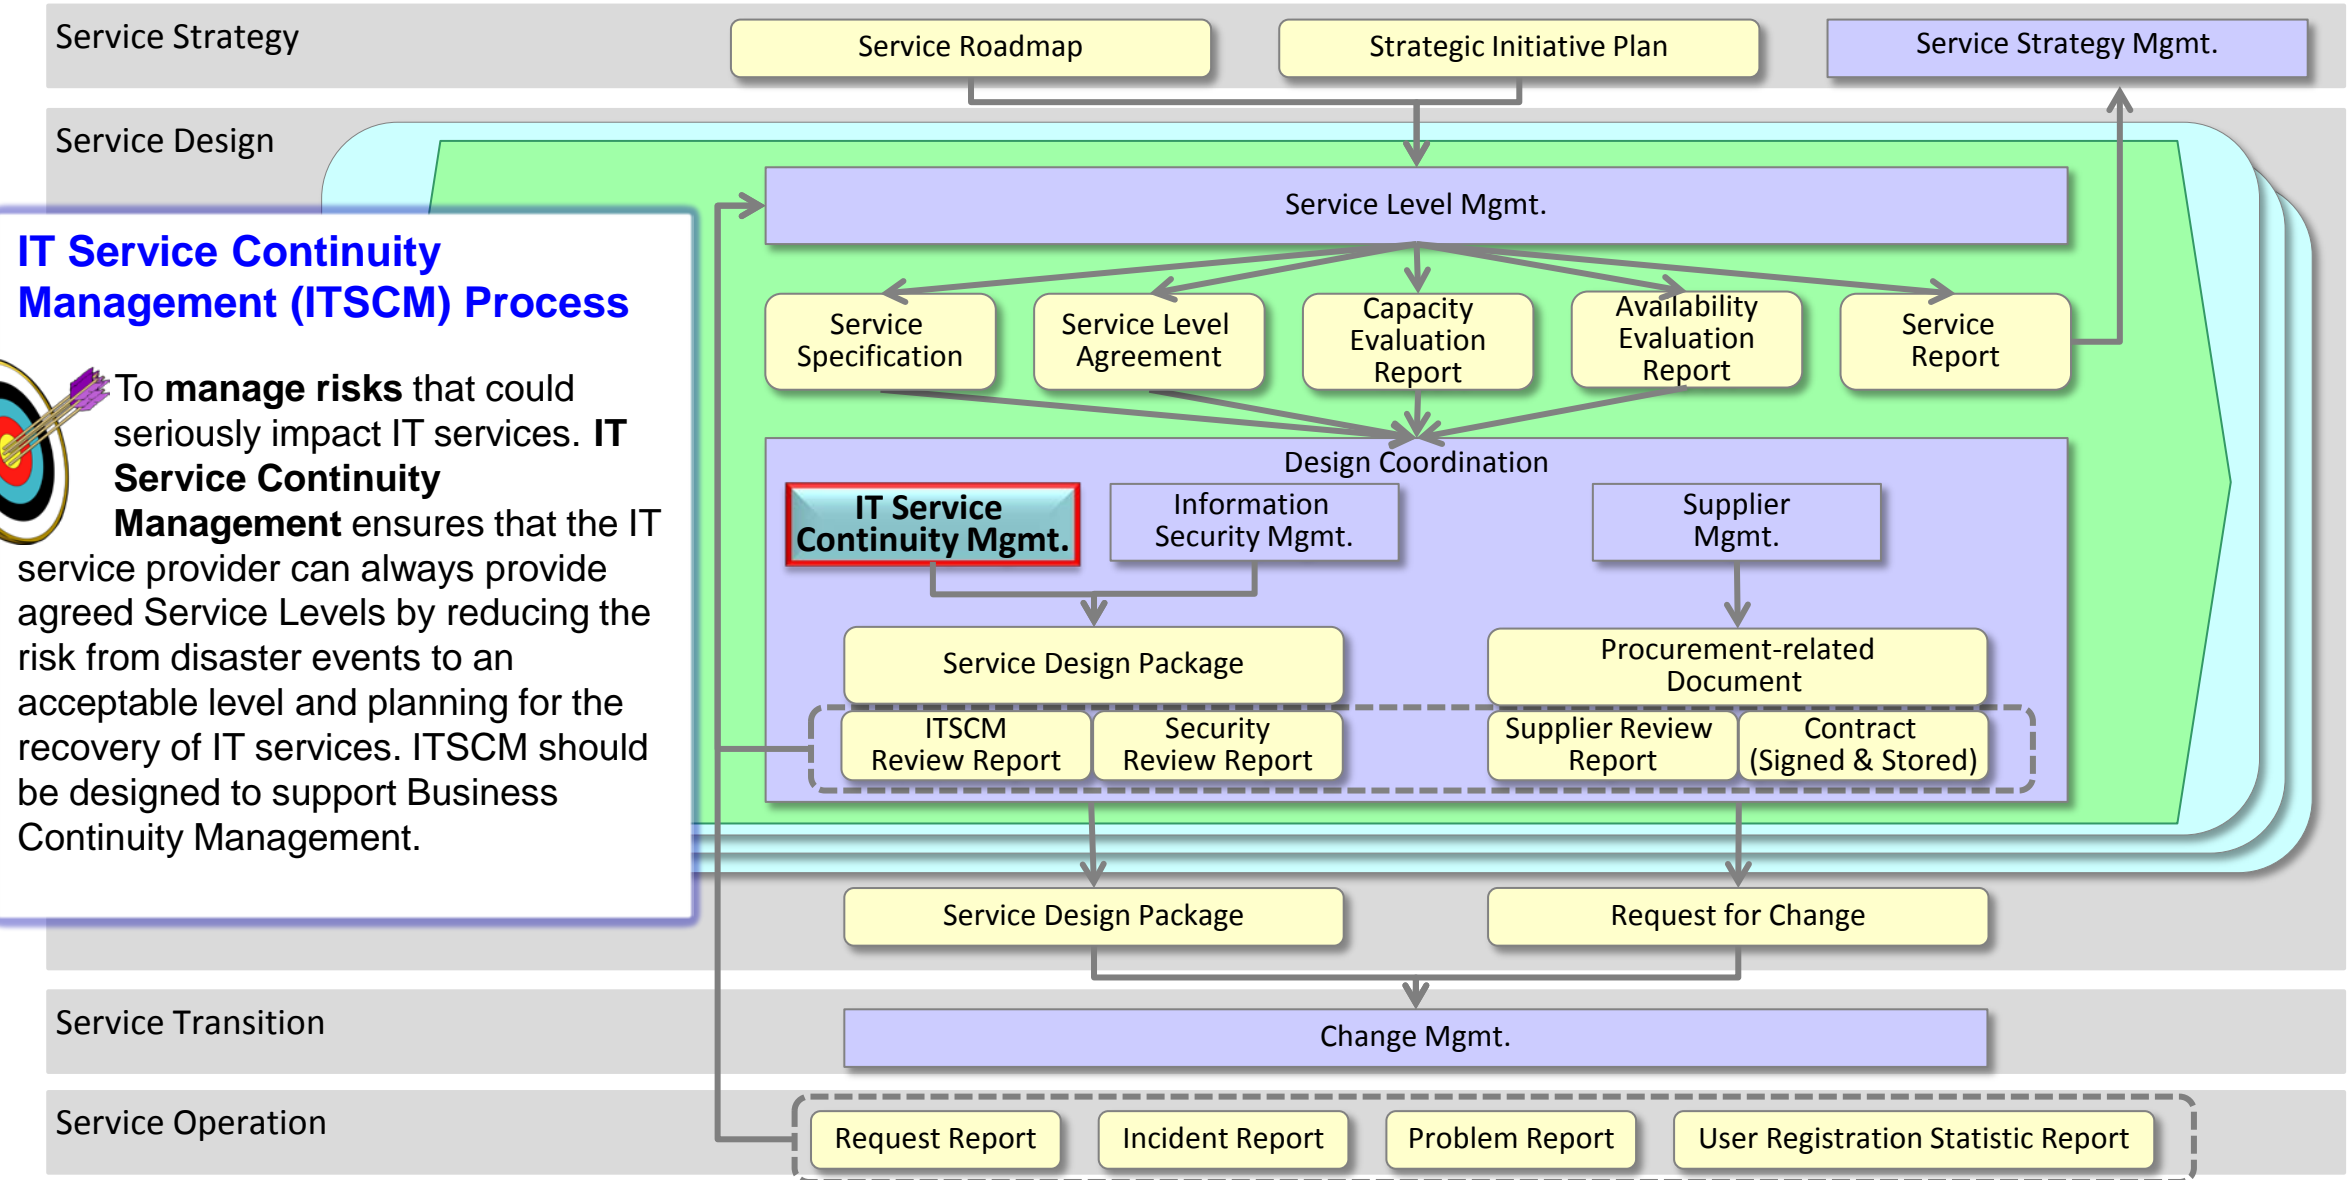 Service Strategy
Service Roadmap
Strategic Initiative Plan
Service Strategy Mgmt.
Service Design
Service Level Mgmt.
IT Service Continuity
Management (ITSCM) Process
To manage risks that could
seriously impact IT services. IT
Service Continuity
Management ensures that the IT
service provider can always provide
agreed Service Levels by reducing the
risk from disaster events to an
acceptable level and planning for the
recovery of IT services. ITSCM should
be designed to support Business
Continuity Management.
Service
Specification
Service Level
Agreement
Capacity
Evaluation
Report
Availability
Evaluation
Report
Service
Report
Design Coordination
IT Service
Continuity Mgmt.
Information
Security Mgmt.
Supplier
Mgmt.
Service Design Package
Procurement-related
Document
ITSCM
Review Report
Security
Review Report
Supplier Review
Report
Contract
(Signed & Stored)
Service Design Package
Request for Change
Service Transition
Change Mgmt.
Service Operation
Request Report
Incident Report
Problem Report
User Registration Statistic Report